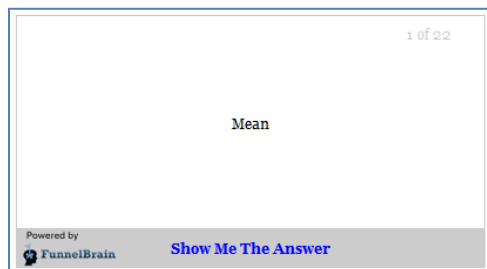 1 of 22
Mean
Powered by
FunnelBrain
Show Me The Answer